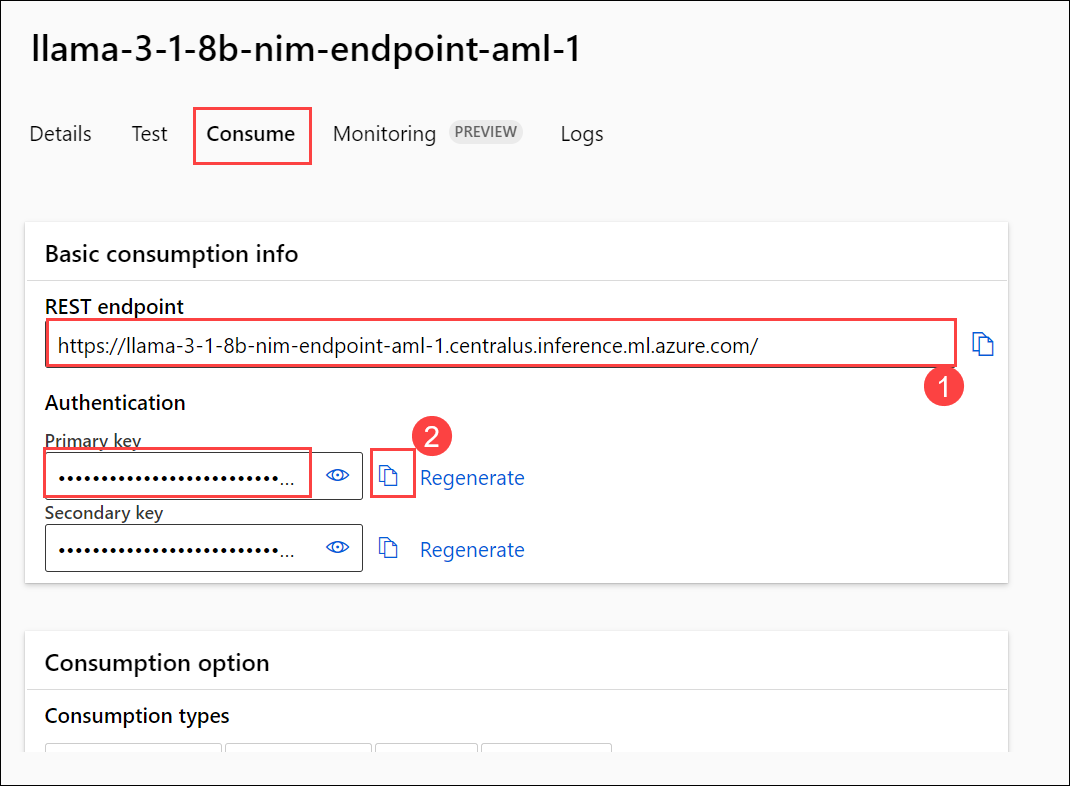 llama-3-1-8b-nim-endpoint-aml-1
Details Test Consume Monitoring PREVIEW Logs
Basic consumption info
REST endpoint
https://llama-3-1-8b-nim-endpoint-aml-1.centralus.inference.ml.azure.com/
1
Authentication
Primary key
2
••••••••••••••••••••••••••... Regenerate
Secondary key
••••••••••••••••••••••••••... Regenerate
Consumption option
Consumption types